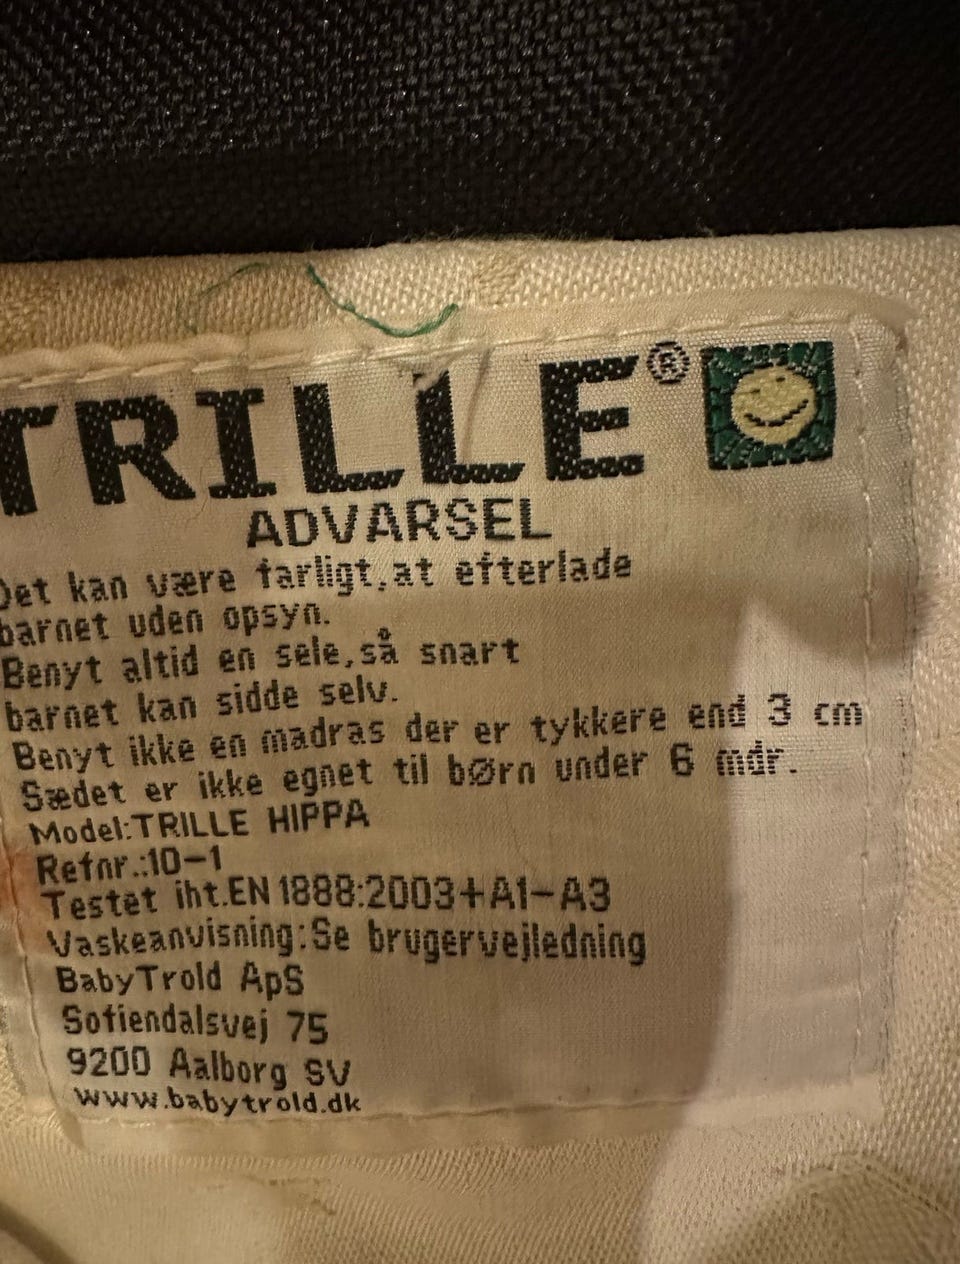 TRILLE®
ADVARSEL
Det kan være farligt,at efterlade
barnet uden opsyn.
Benyt altid en sele,så snart
barnet kan sidde selv.
Benyt ikke en madras der er tykkere end 3 cm
Sædet er ikke egnet til børn under 6 mdr.
Model:TRILLE HIPPA
Refnr.:10-1
Testet iht.EN 1888:2003+A1-A3
Vaskeanvisning:Se brugervejledning
BabyTrold ApS
Sofiendalsvej 75
9200 Aalborg SV
www.babytrold.dk